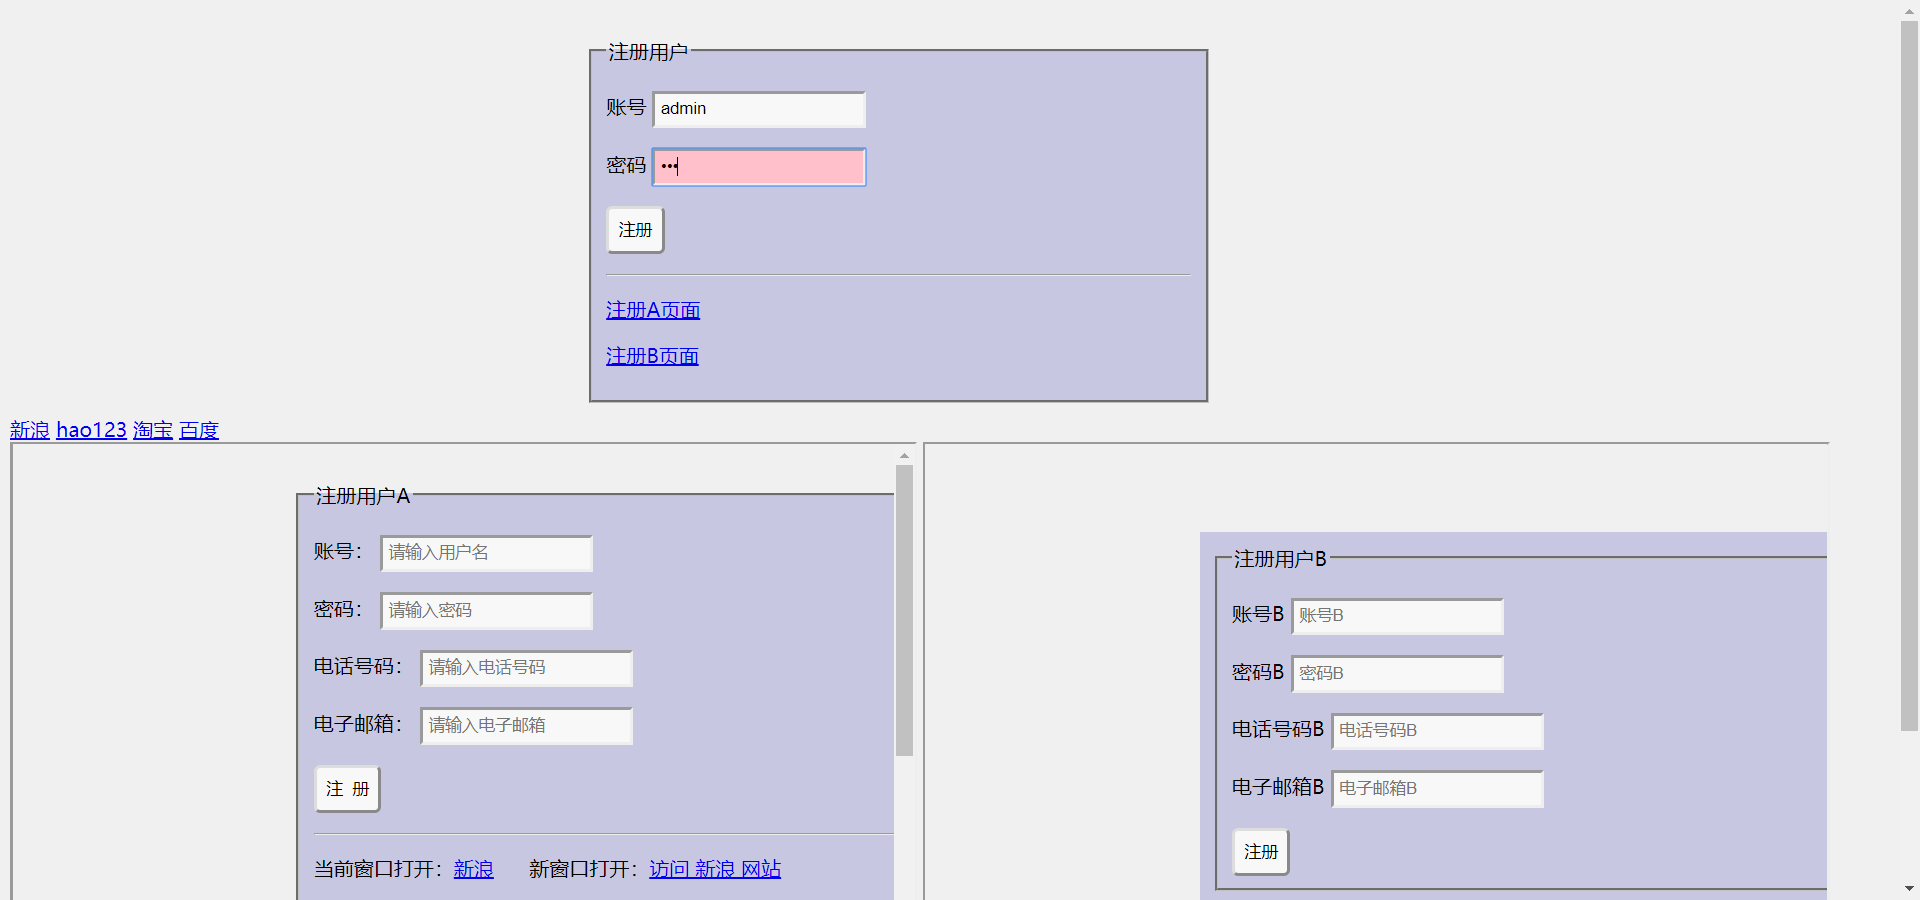 注册用户
账号 admin
密码 •••
注册
注册A页面
注册B页面
新浪 hao123 淘宝 百度
注册用户A
账号： 请输入用户名
密码： 请输入密码
电话号码： 请输入电话号码
电子邮箱： 请输入电子邮箱
注 册
当前窗口打开：新浪 新窗口打开：访问 新浪 网站
注册用户B
账号B 账号B
密码B 密码B
电话号码B 电话号码B
电子邮箱B 电子邮箱B
注册